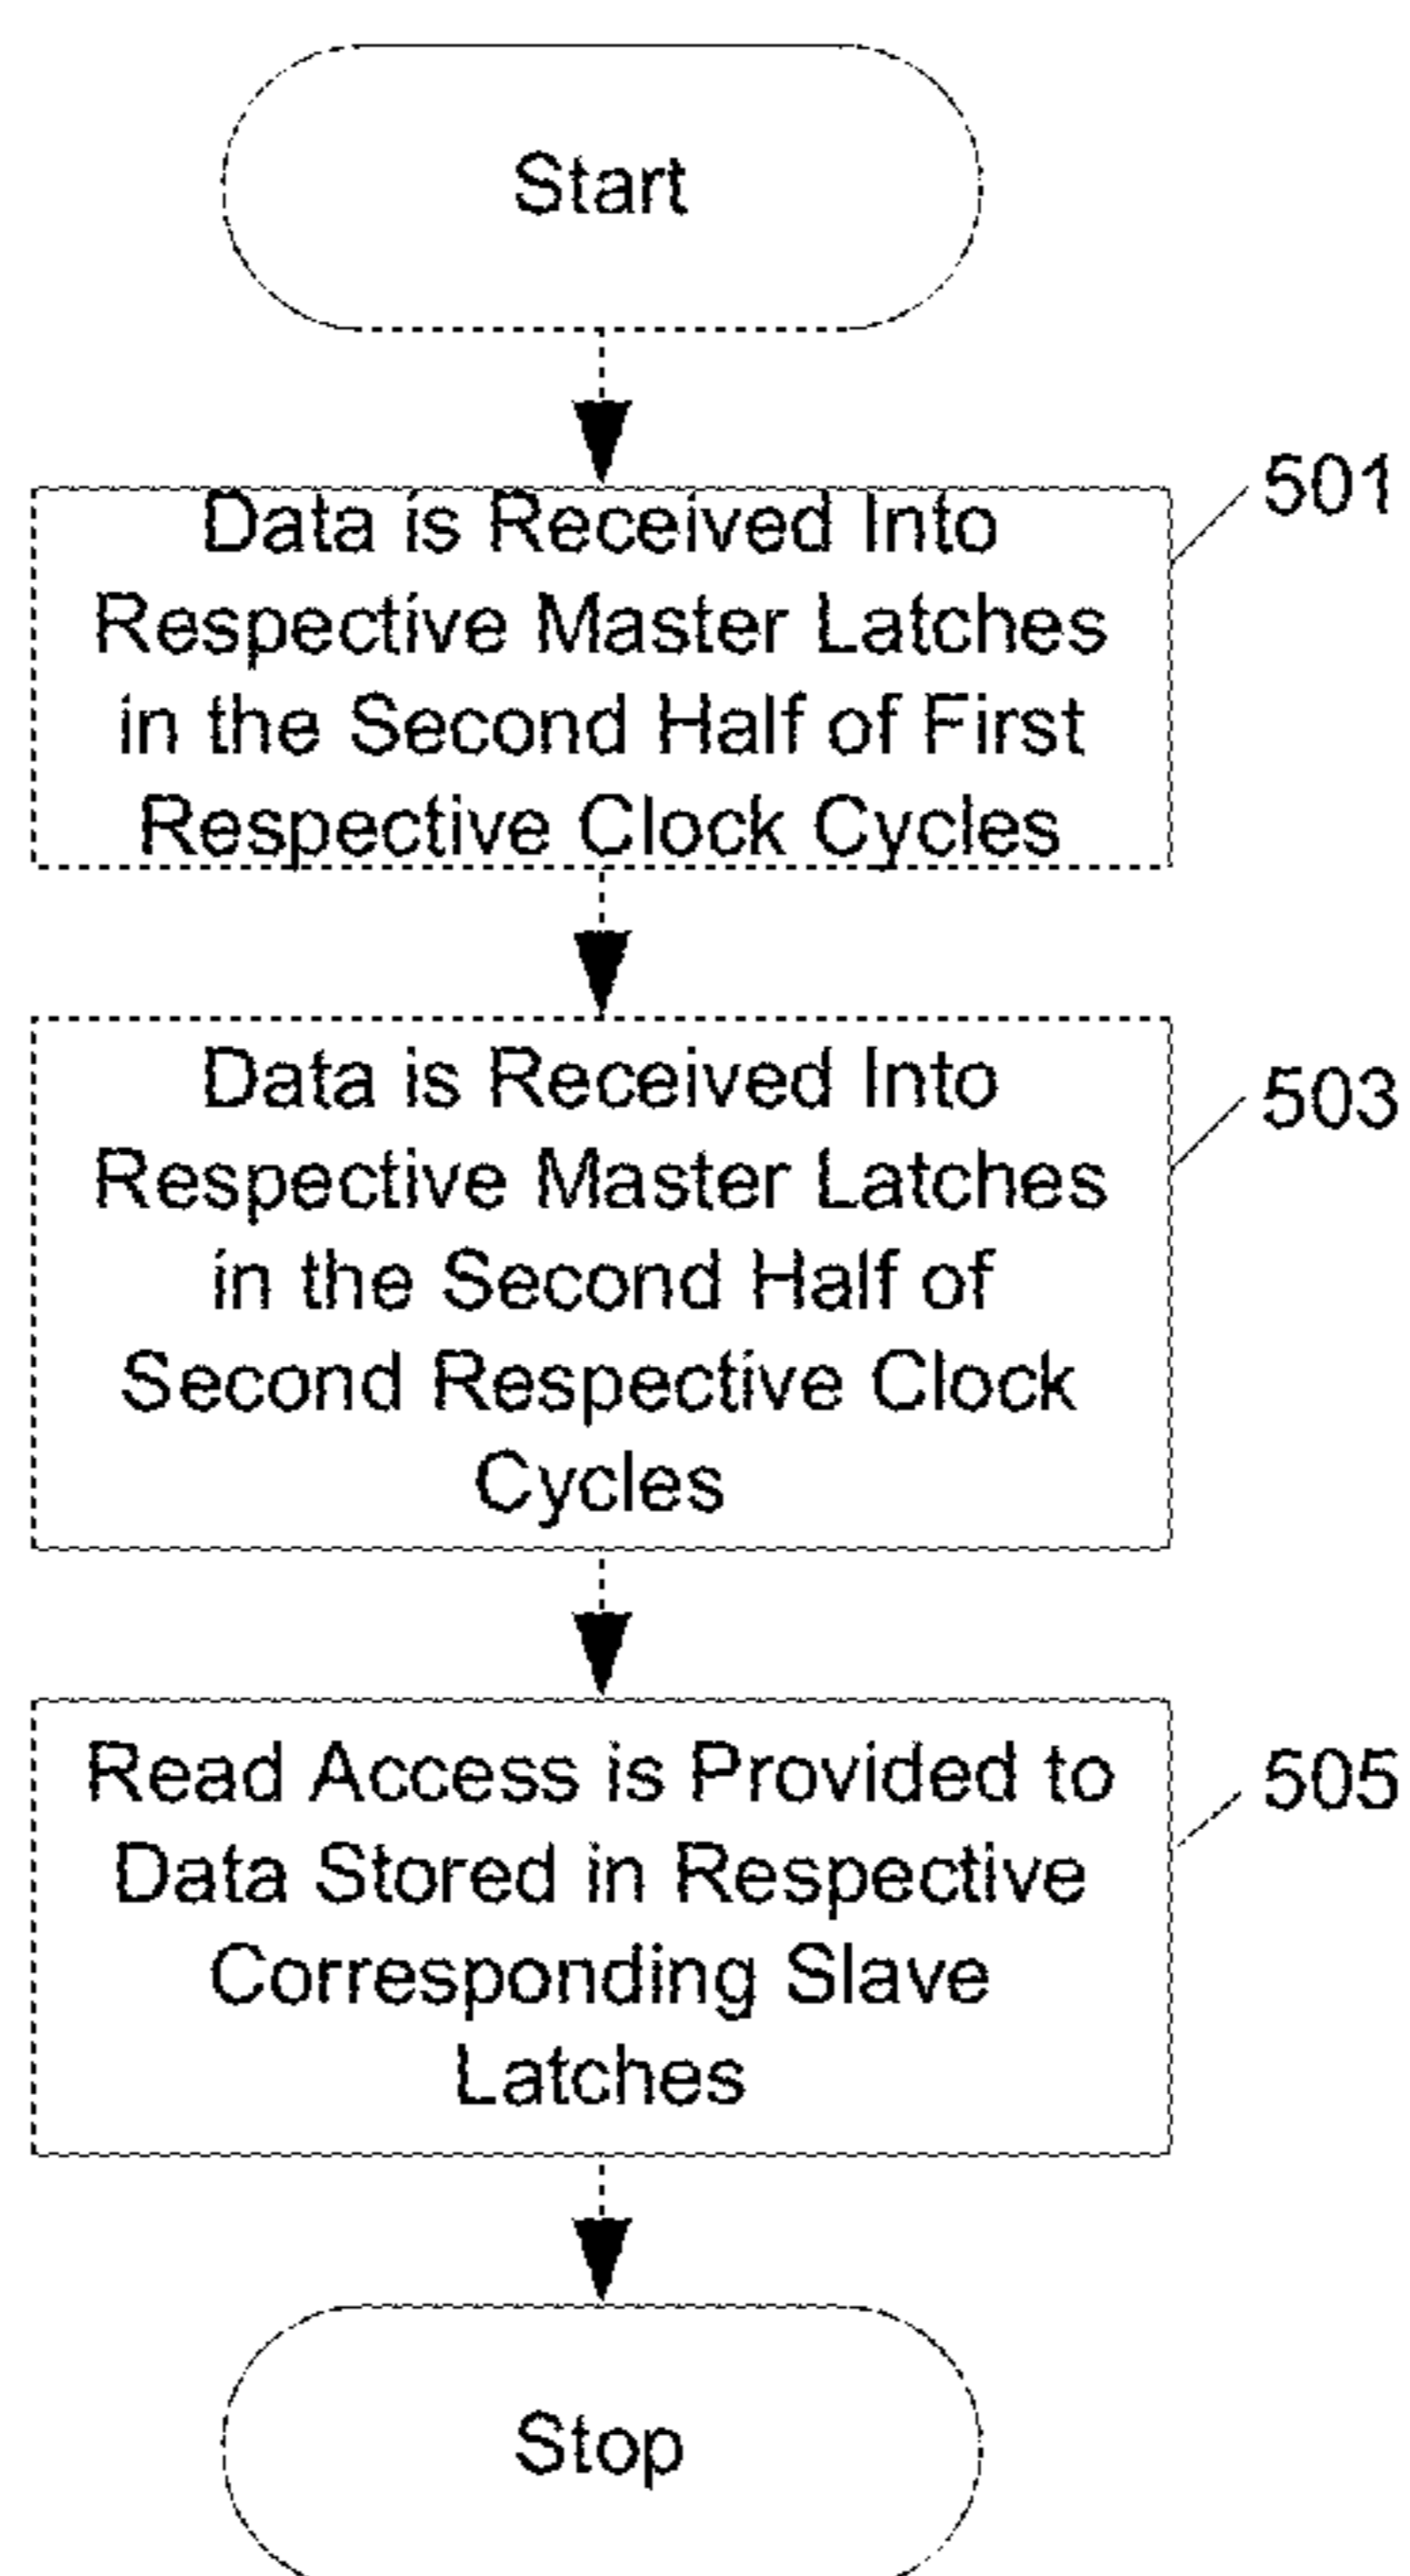 Start
501
Data is Received Into
Respective Master Latches
in the Second Half of First
Respective Clock Cycles
503
Data is Received Into
Respective Master Latches
in the Second Half of
Second Respective Clock
Cycles
505
Read Access is Provided to
Data Stored in Respective
Corresponding Slave
Latches
Stop